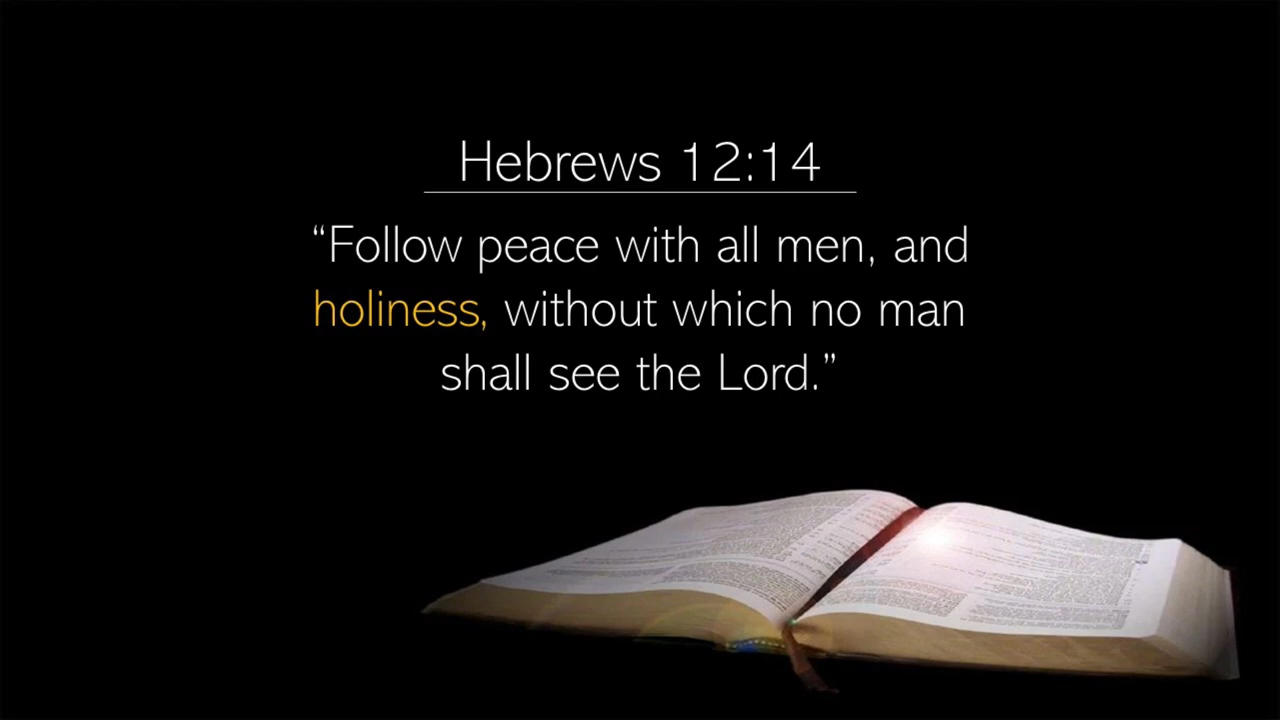 Hebrews 12:14
“Follow peace with all men, and
holiness, without which no man
shall see the Lord.”